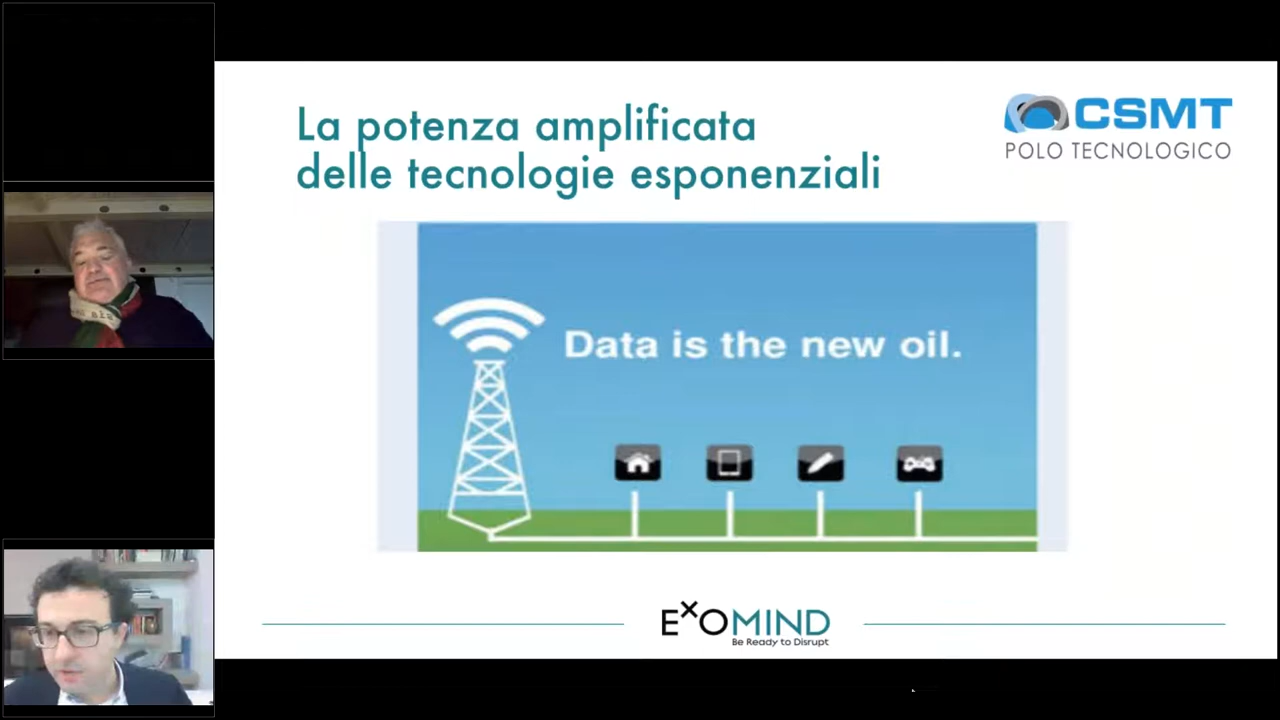 La potenza amplificata
delle tecnologie esponenziali
CSMT
POLO TECNOLOGICO
Data is the new oil.
EXOMIND
Be Ready to Disrupt